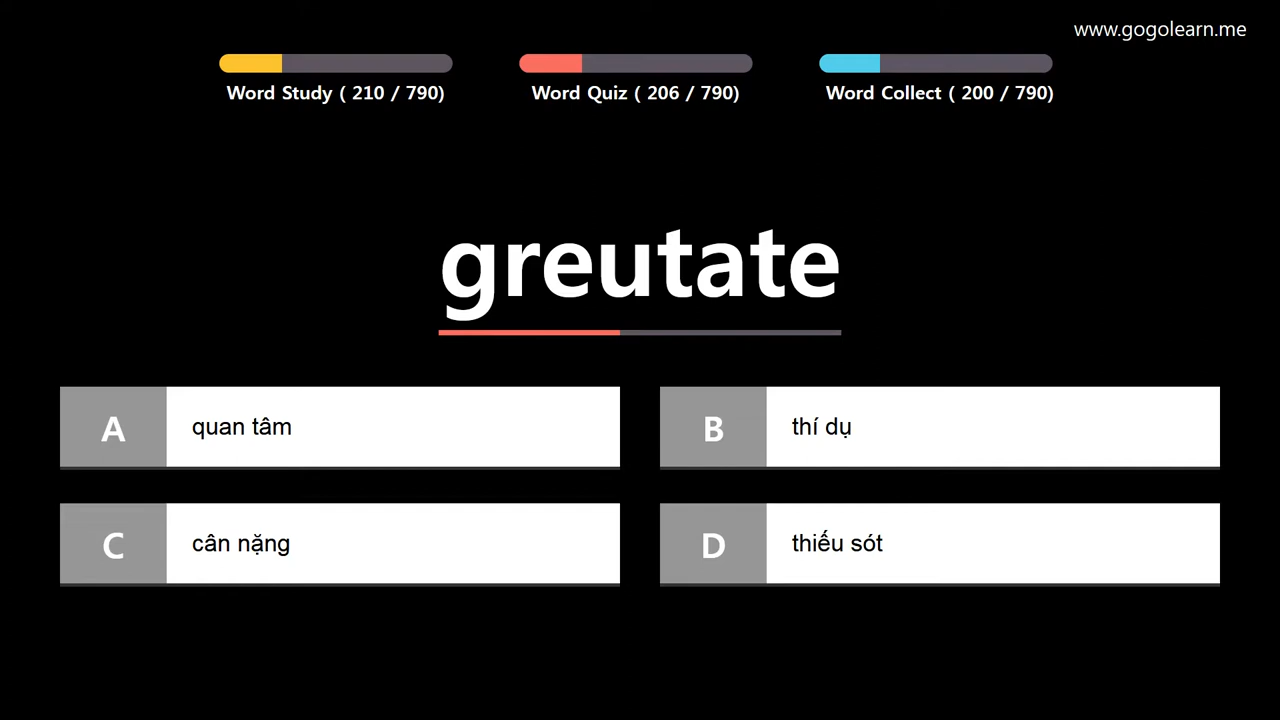 www.gogolearn.me
Word Study ( 210 / 790)
Word Quiz ( 206 / 790)
Word Collect ( 200 / 790)
greutate
A quan tâm
B thí dụ
C cân nặng
D thiếu sót